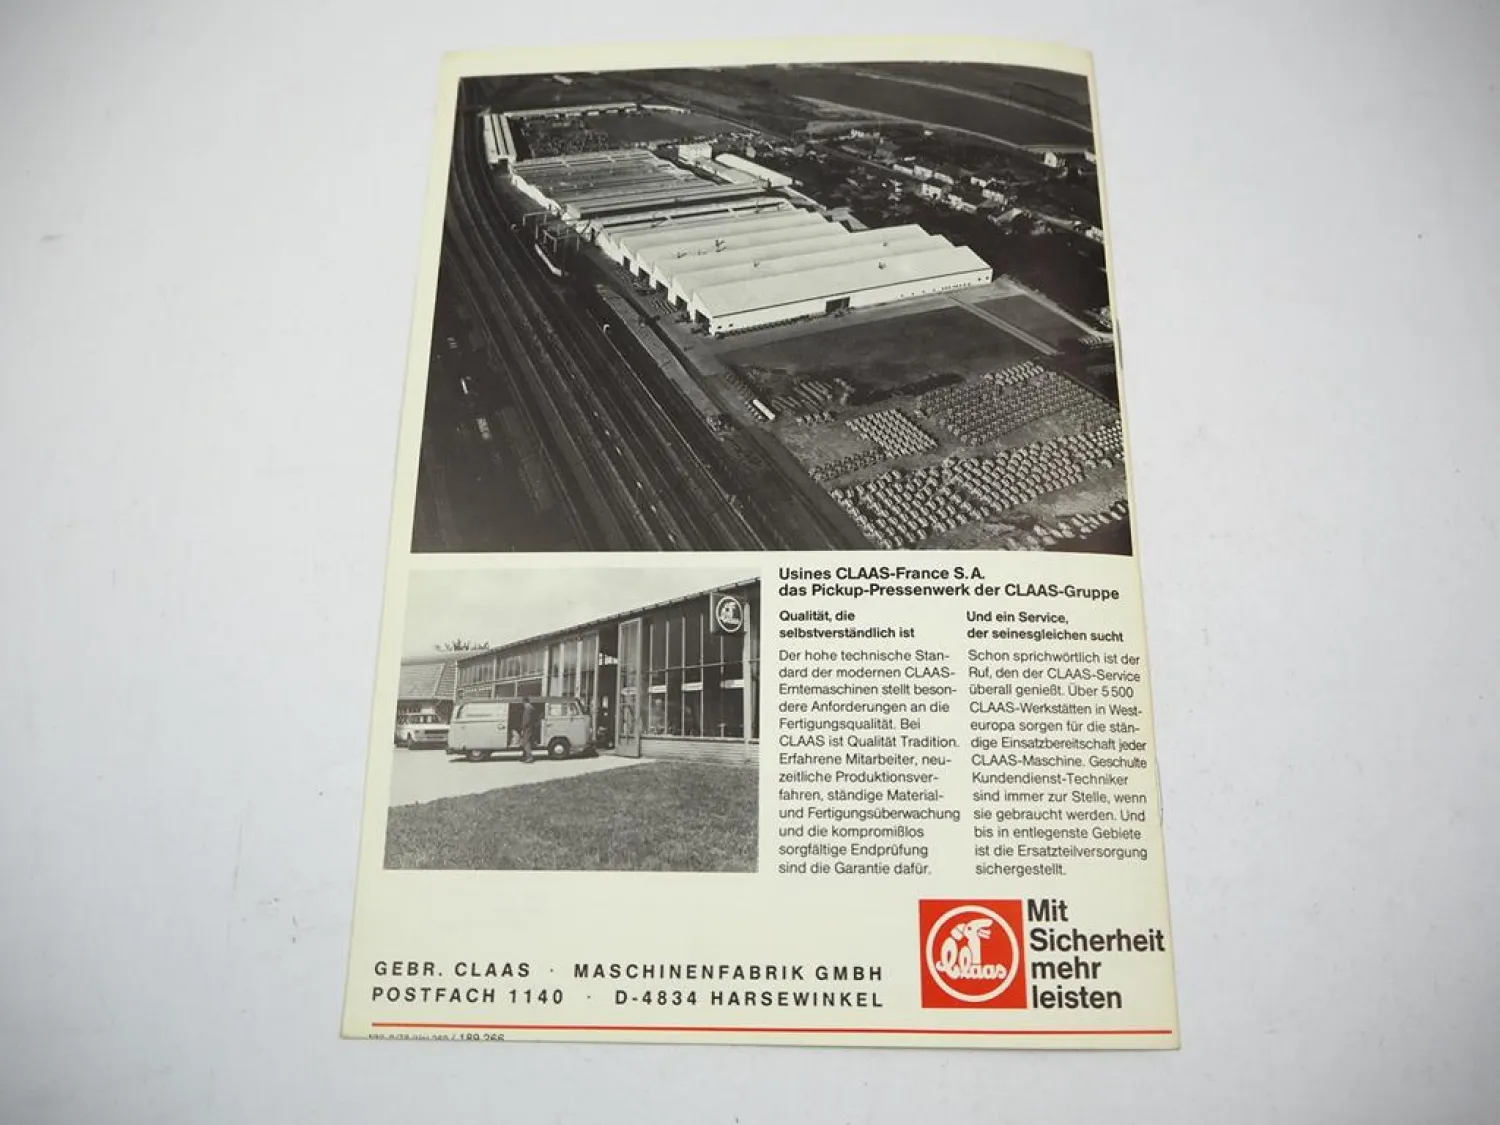 Usines CLAAS-France S.A.
das Pickup-Pressenwerk der CLAAS-Gruppe
Qualität, die
selbstverständlich ist
Der hohe technische Stan-
dard der modernen CLAAS-
Erntemaschinen stellt beson-
dere Anforderungen an die
Fertigungsqualität. Bei
CLAAS ist Qualität Tradition.
Erfahrene Mitarbeiter, neu-
zeitliche Produktionsver-
fahren, ständige Material-
und Fertigungsüberwachung
und die kompromißlos
sorgfältige Endprüfung
sind die Garantie dafür.
Und ein Service,
der seinesgleichen sucht
Schon sprichwörtlich ist der
Ruf, den der CLAAS-Service
überall genießt. Über 5500
CLAAS-Werkstätten in West-
europa sorgen für die stän-
dige Einsatzbereitschaft jeder
CLAAS-Maschine. Geschulte
Kundendienst-Techniker
sind immer zur Stelle, wenn
sie gebraucht werden. Und
bis in entlegenste Gebiete
ist die Ersatzteilversorgung
sichergestellt.
GEBR. CLAAS · MASCHINENFABRIK GMBH
POSTFACH 1140 · D-4834 HARSEWINKEL
Claas
Mit
Sicherheit
mehr
leisten
189 266